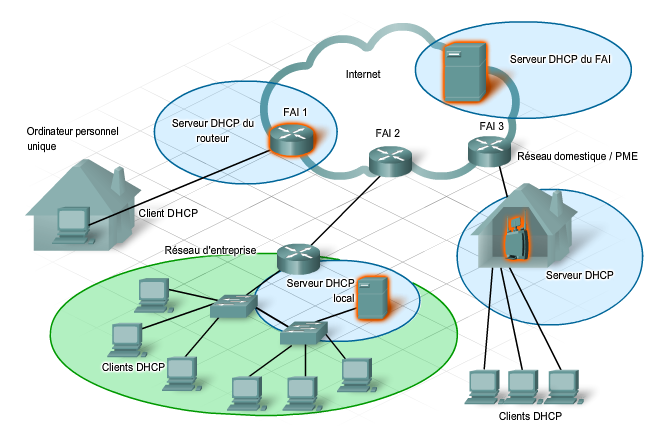 Serveur DHCP du FAI
Internet
FAI 1
Serveur DHCP du
routeur
Ordinateur personnel
unique
FAI 2
FAI 3
Réseau domestique / PME
Client DHCP
Réseau d'entreprise
Serveur DHCP
local
Serveur DHCP
Clients DHCP
Clients DHCP